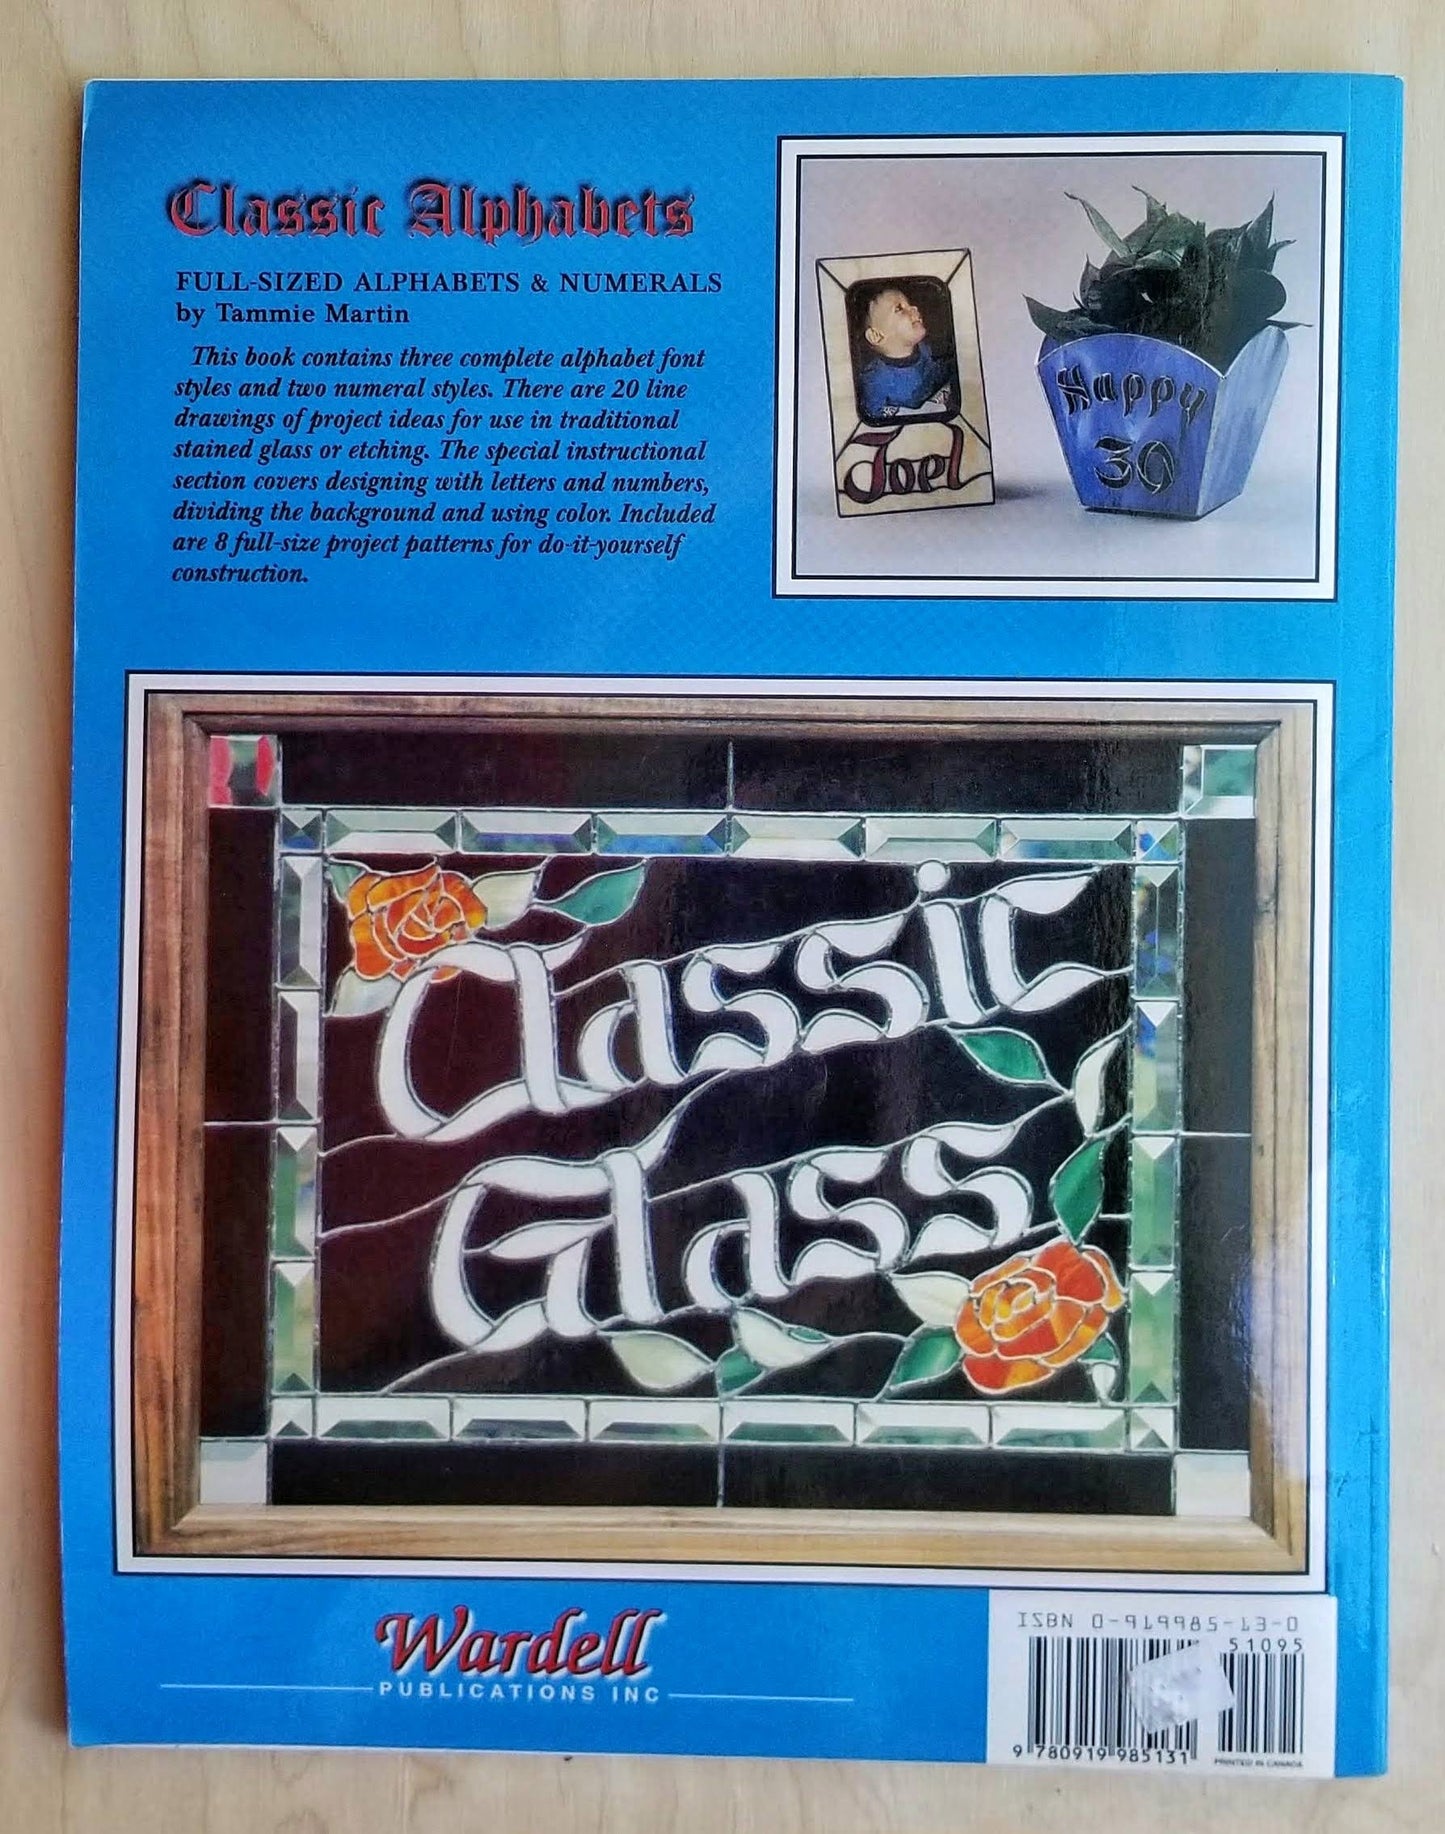 Classic Alphabets
FULL-SIZED ALPHABETS & NUMERALS
by Tammie Martin
This book contains three complete alphabet font
styles and two numeral styles. There are 20 line
drawings of project ideas for use in traditional
stained glass or etching. The special instructional
section covers designing with letters and numbers,
dividing the background and using color. Included
are 8 full-size project patterns for do-it-yourself
construction.
Joel
Happy
30
Classic
Glass
Wardell
PUBLICATIONS INC
ISBN 0-919985-13-0
51095
9 780919 985131
PRINTED IN CANADA